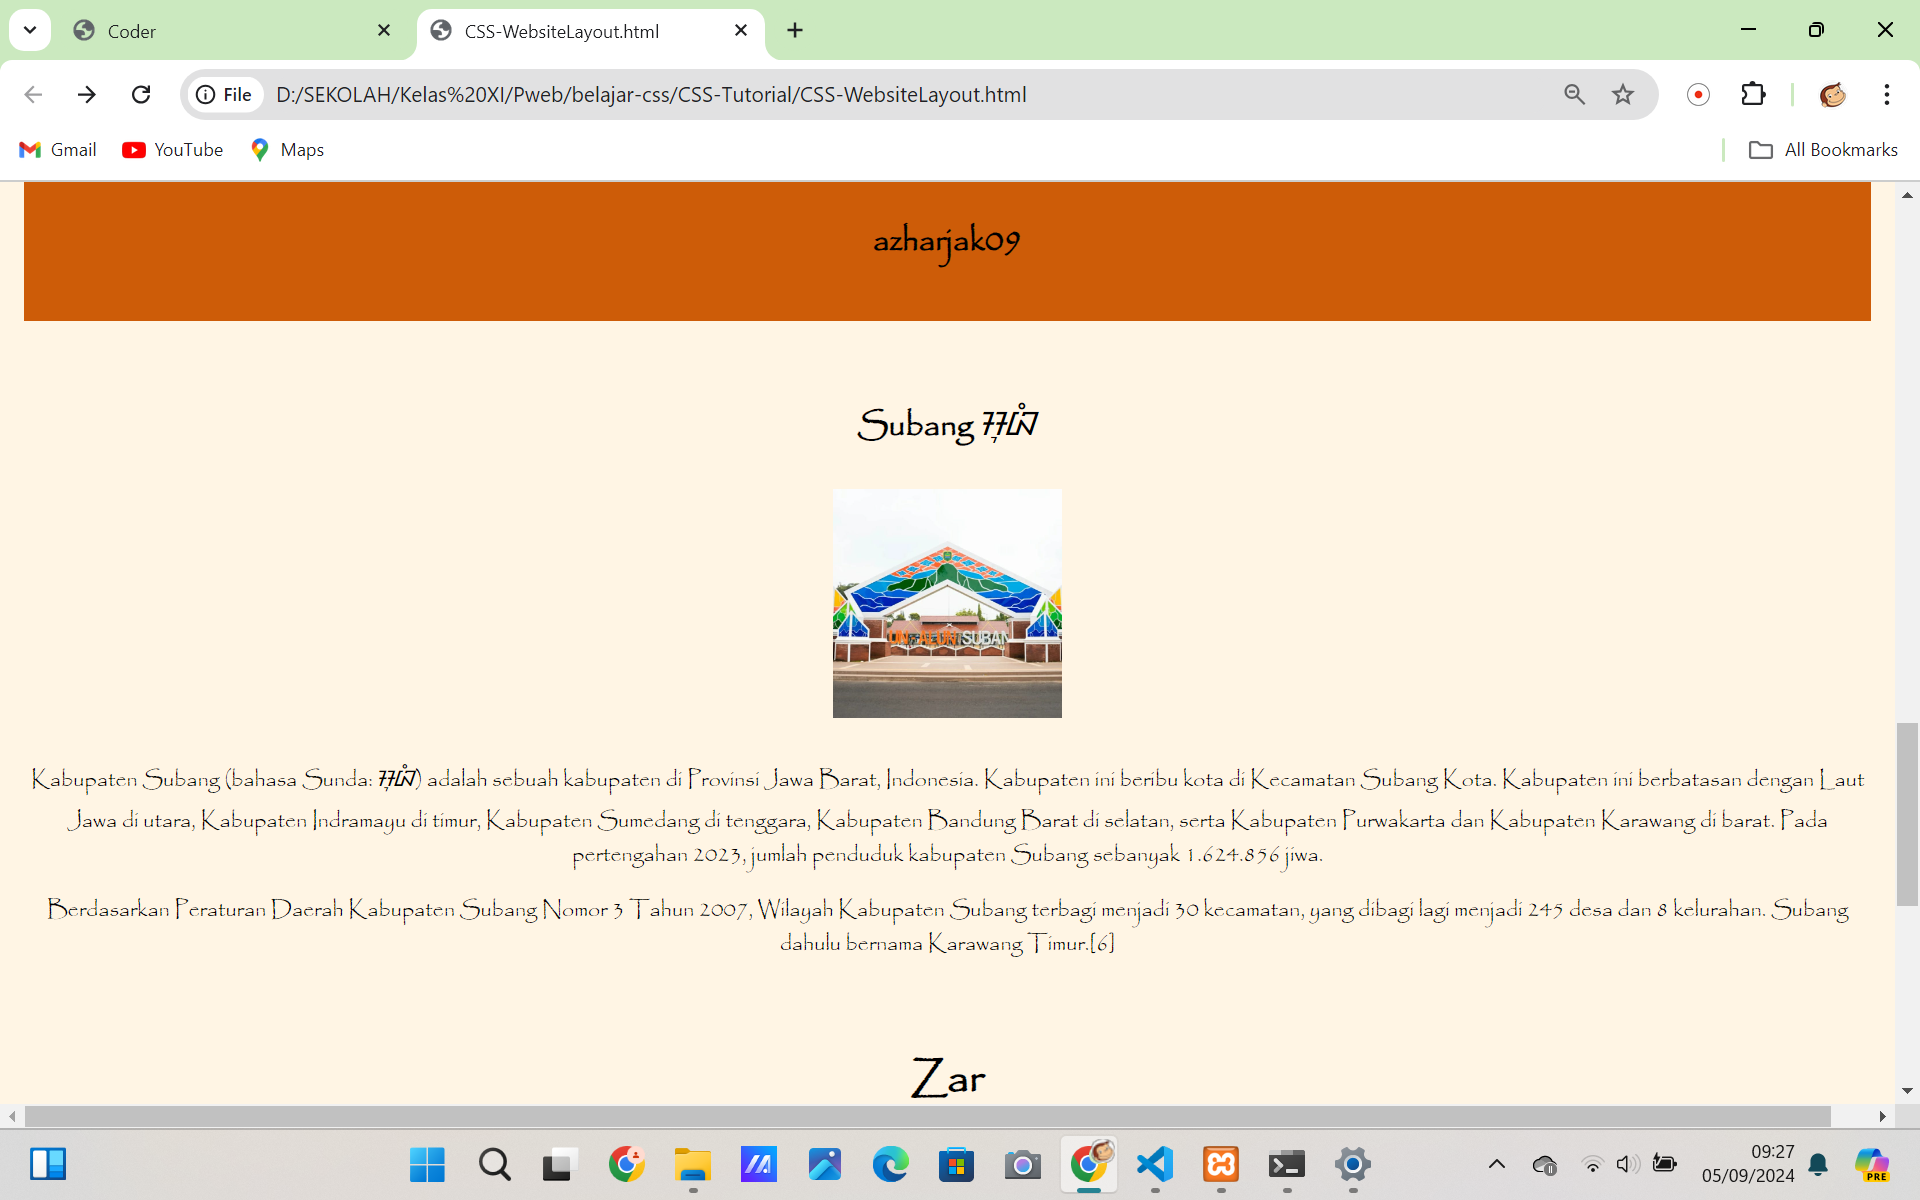 Coder
CSS-WebsiteLayout.html
File
D:/SEKOLAH/Kelas%20XI/Pweb/belajar-css/CSS-Tutorial/CSS-WebsiteLayout.html
Gmail
YouTube
Maps
All Bookmarks
azharjak09
Subang ᮞᮥᮘᮀ
SUBAN
Kabupaten Subang (bahasa Sunda: ᮞᮥᮘᮀ) adalah sebuah kabupaten di Provinsi Jawa Barat, Indonesia. Kabupaten ini beribu kota di Kecamatan Subang Kota. Kabupaten ini berbatasan dengan Laut
Jawa di utara, Kabupaten Indramayu di timur, Kabupaten Sumedang di tenggara, Kabupaten Bandung Barat di selatan, serta Kabupaten Purwakarta dan Kabupaten Karawang di barat. Pada
pertengahan 2023, jumlah penduduk kabupaten Subang sebanyak 1.624.856 jiwa.
Berdasarkan Peraturan Daerah Kabupaten Subang Nomor 3 Tahun 2007, Wilayah Kabupaten Subang terbagi menjadi 30 kecamatan, yang dibagi lagi menjadi 245 desa dan 8 kelurahan. Subang
dahulu bernama Karawang Timur.[6]
Zar
09:27
05/09/2024
PRE